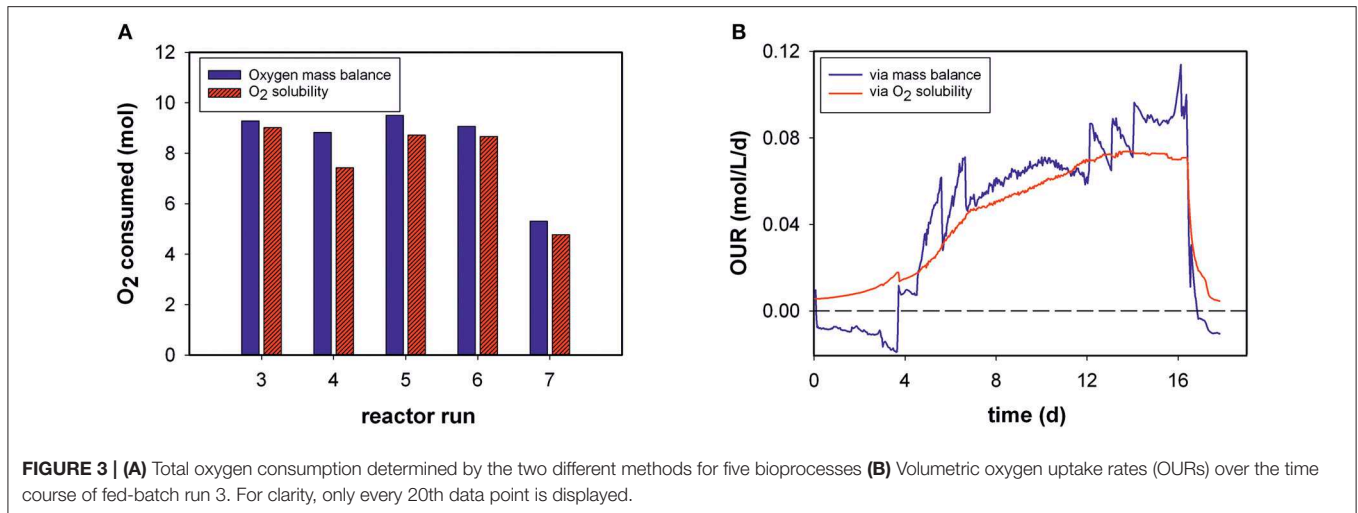 A
12
10
8
6
4
2
0
O2 consumed (mol)
Oxygen mass balance
O2 solubility
3 4 5 6 7
reactor run
B
0.12
0.08
0.04
0.00
OUR (mol/L/d)
via mass balance
via O2 solubility
0 4 8 12 16
time (d)
FIGURE 3 | (A) Total oxygen consumption determined by the two different methods for five bioprocesses (B) Volumetric oxygen uptake rates (OURs) over the time
course of fed-batch run 3. For clarity, only every 20th data point is displayed.